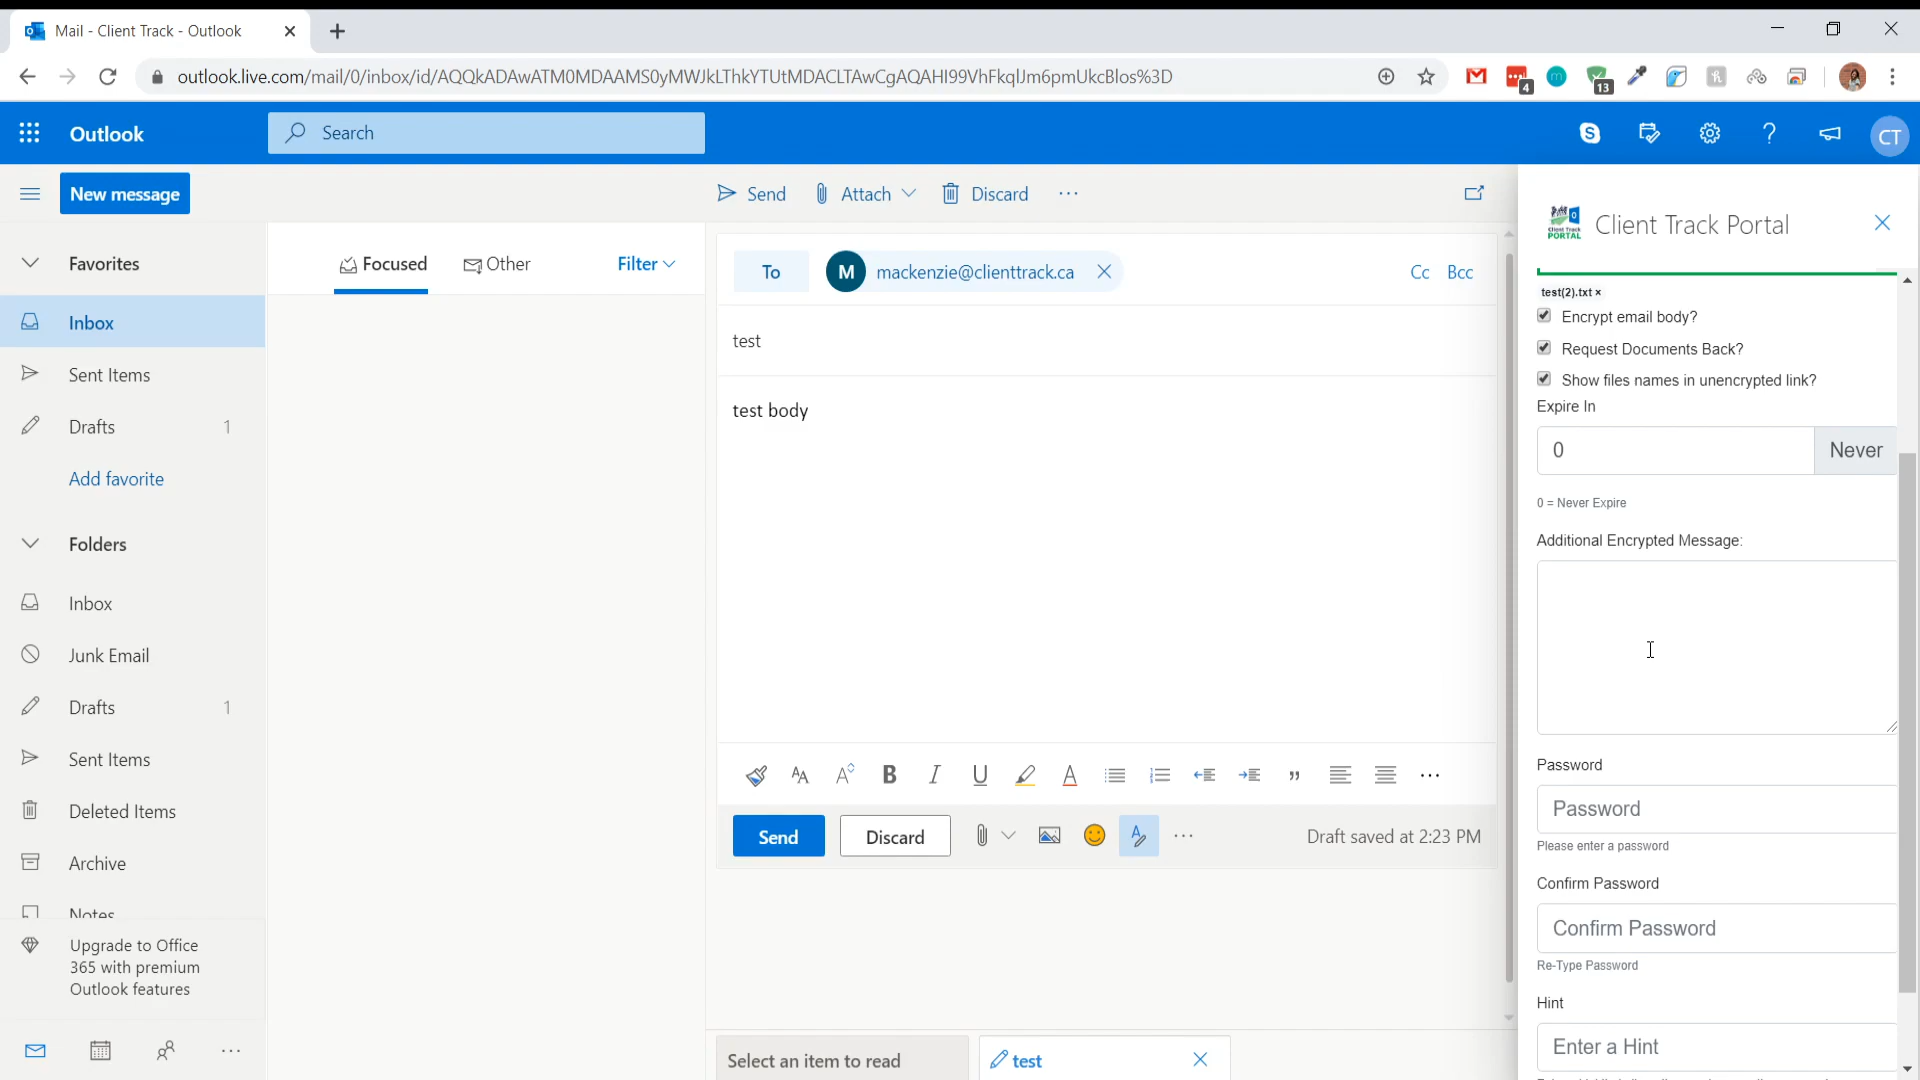 Mail - Client Track - Outlook
outlook.live.com/mail/0/inbox/id/AQQkADAwATM0MDAAMS0yMWJkLThkYTUtMDACLTAwCgAQAHI99VhFkqlJm6pmUkcBlos%3D
4
13
Outlook
Search
CT
New message
Send
Attach
Discard
Favorites
Inbox
Sent Items
Drafts 1
Add favorite
Folders
Inbox
Junk Email
Drafts 1
Sent Items
Deleted Items
Archive
Notes
Upgrade to Office
365 with premium
Outlook features
Focused
Other
Filter
To
M
mackenzie@clienttrack.ca
Cc
Bcc
test
test body
Send
Discard
Draft saved at 2:23 PM
Select an item to read
test
Client Track
PORTAL
Client Track Portal
test(2).txt ×
Encrypt email body?
Request Documents Back?
Show files names in unencrypted link?
Expire In
0
Never
0 = Never Expire
Additional Encrypted Message:
Password
Password
Please enter a password
Confirm Password
Confirm Password
Re-Type Password
Hint
Enter a Hint